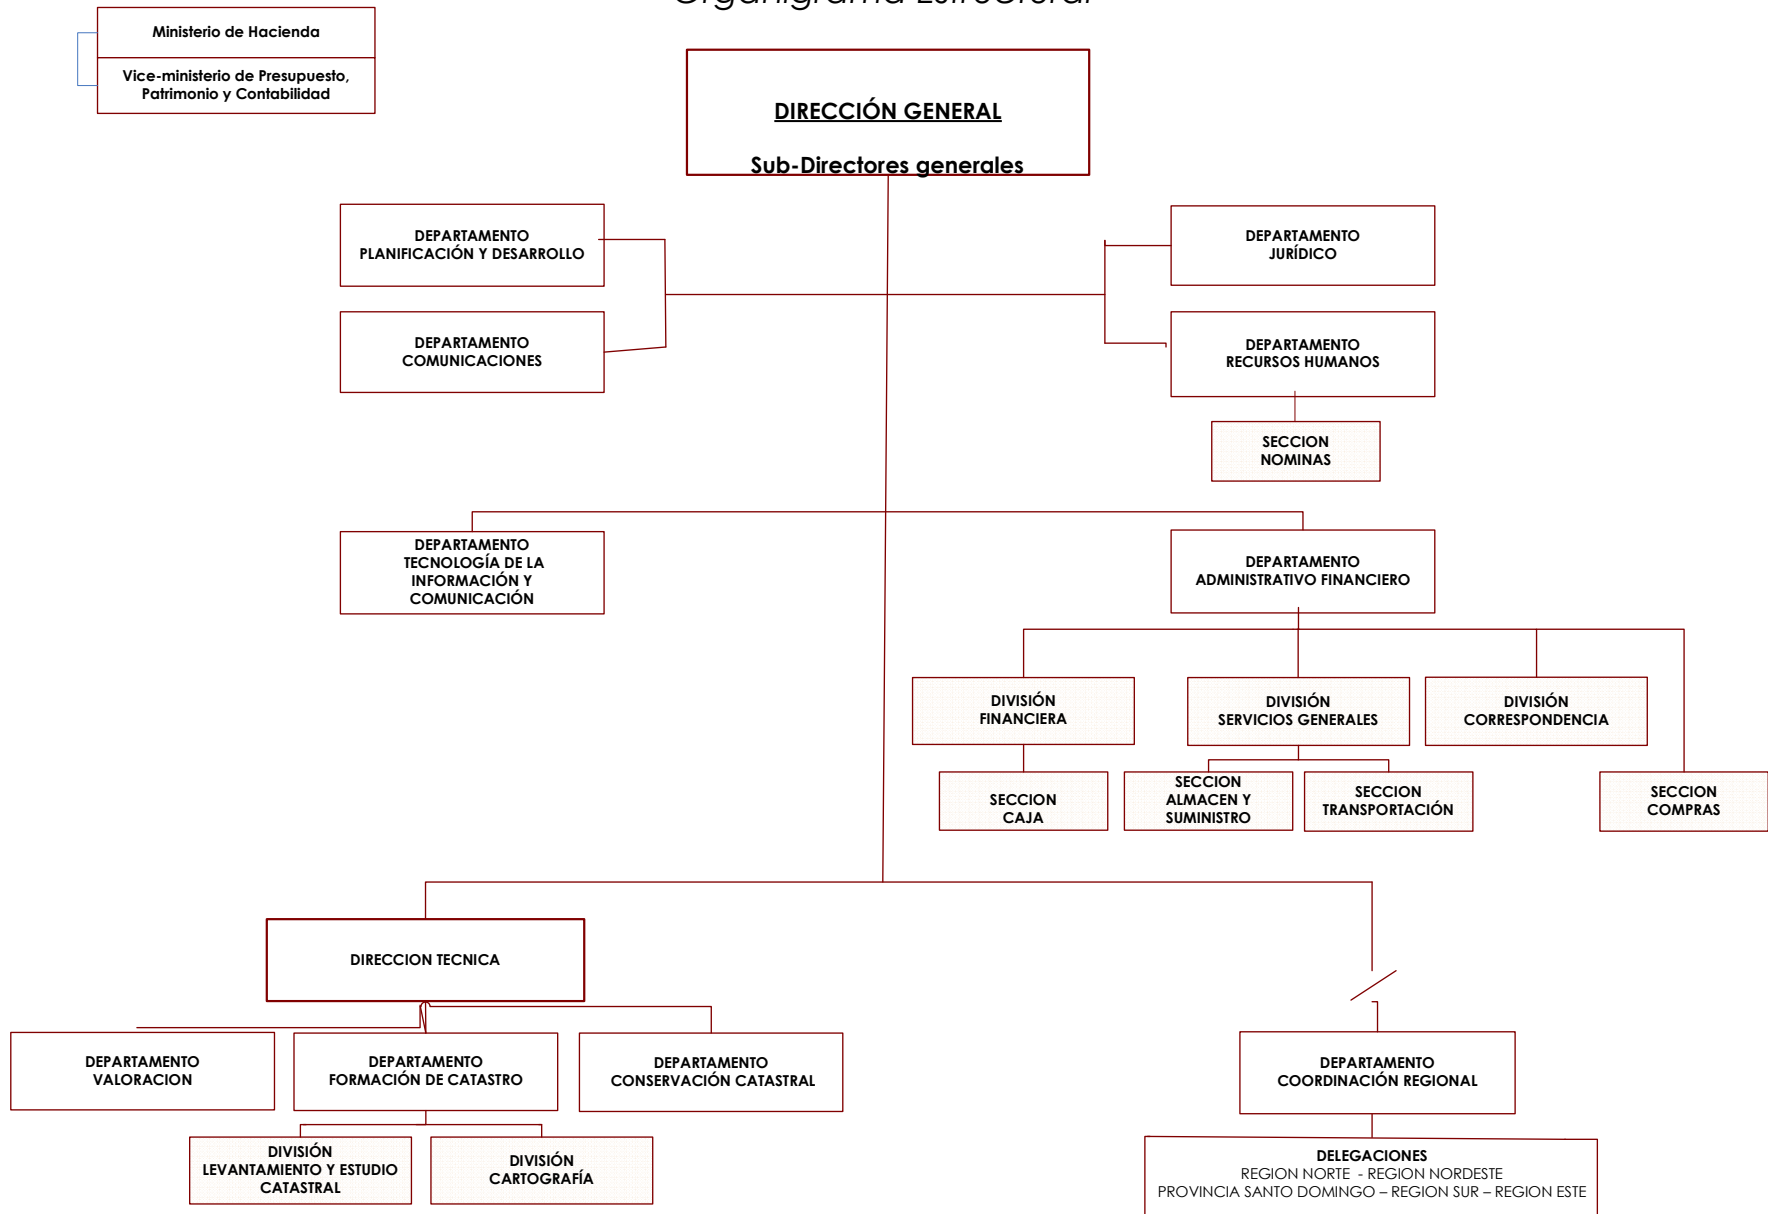 Organigrama Estructural
Ministerio de Hacienda
Vice-ministerio de Presupuesto,
Patrimonio y Contabilidad
DIRECCIÓN GENERAL
Sub-Directores generales
DEPARTAMENTO
PLANIFICACIÓN Y DESARROLLO
DEPARTAMENTO
JURÍDICO
DEPARTAMENTO
COMUNICACIONES
DEPARTAMENTO
RECURSOS HUMANOS
SECCION
NOMINAS
DEPARTAMENTO
TECNOLOGÍA DE LA
INFORMACIÓN Y
COMUNICACIÓN
DEPARTAMENTO
ADMINISTRATIVO FINANCIERO
DIVISIÓN
FINANCIERA
DIVISIÓN
SERVICIOS GENERALES
DIVISIÓN
CORRESPONDENCIA
SECCION
CAJA
SECCION
ALMACEN Y
SUMINISTRO
SECCION
TRANSPORTACIÓN
SECCION
COMPRAS
DIRECCION TECNICA
DEPARTAMENTO
VALORACION
DEPARTAMENTO
FORMACIÓN DE CATASTRO
DEPARTAMENTO
CONSERVACIÓN CATASTRAL
DEPARTAMENTO
COORDINACIÓN REGIONAL
DIVISIÓN
LEVANTAMIENTO Y ESTUDIO
CATASTRAL
DIVISIÓN
CARTOGRAFÍA
DELEGACIONES
REGION NORTE - REGION NORDESTE
PROVINCIA SANTO DOMINGO – REGION SUR – REGION ESTE